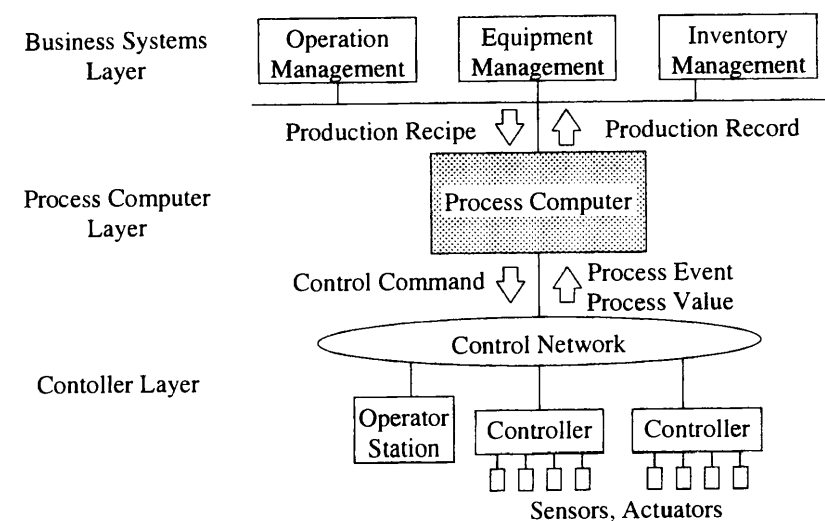 Business Systems
Layer
Operation
Management
Equipment
Management
Inventory
Management
Production Recipe
Production Record
Process Computer
Layer
Process Computer
Control Command
Process Event
Process Value
Control Network
Contoller Layer
Operator
Station
Controller
Controller
Sensors, Actuators